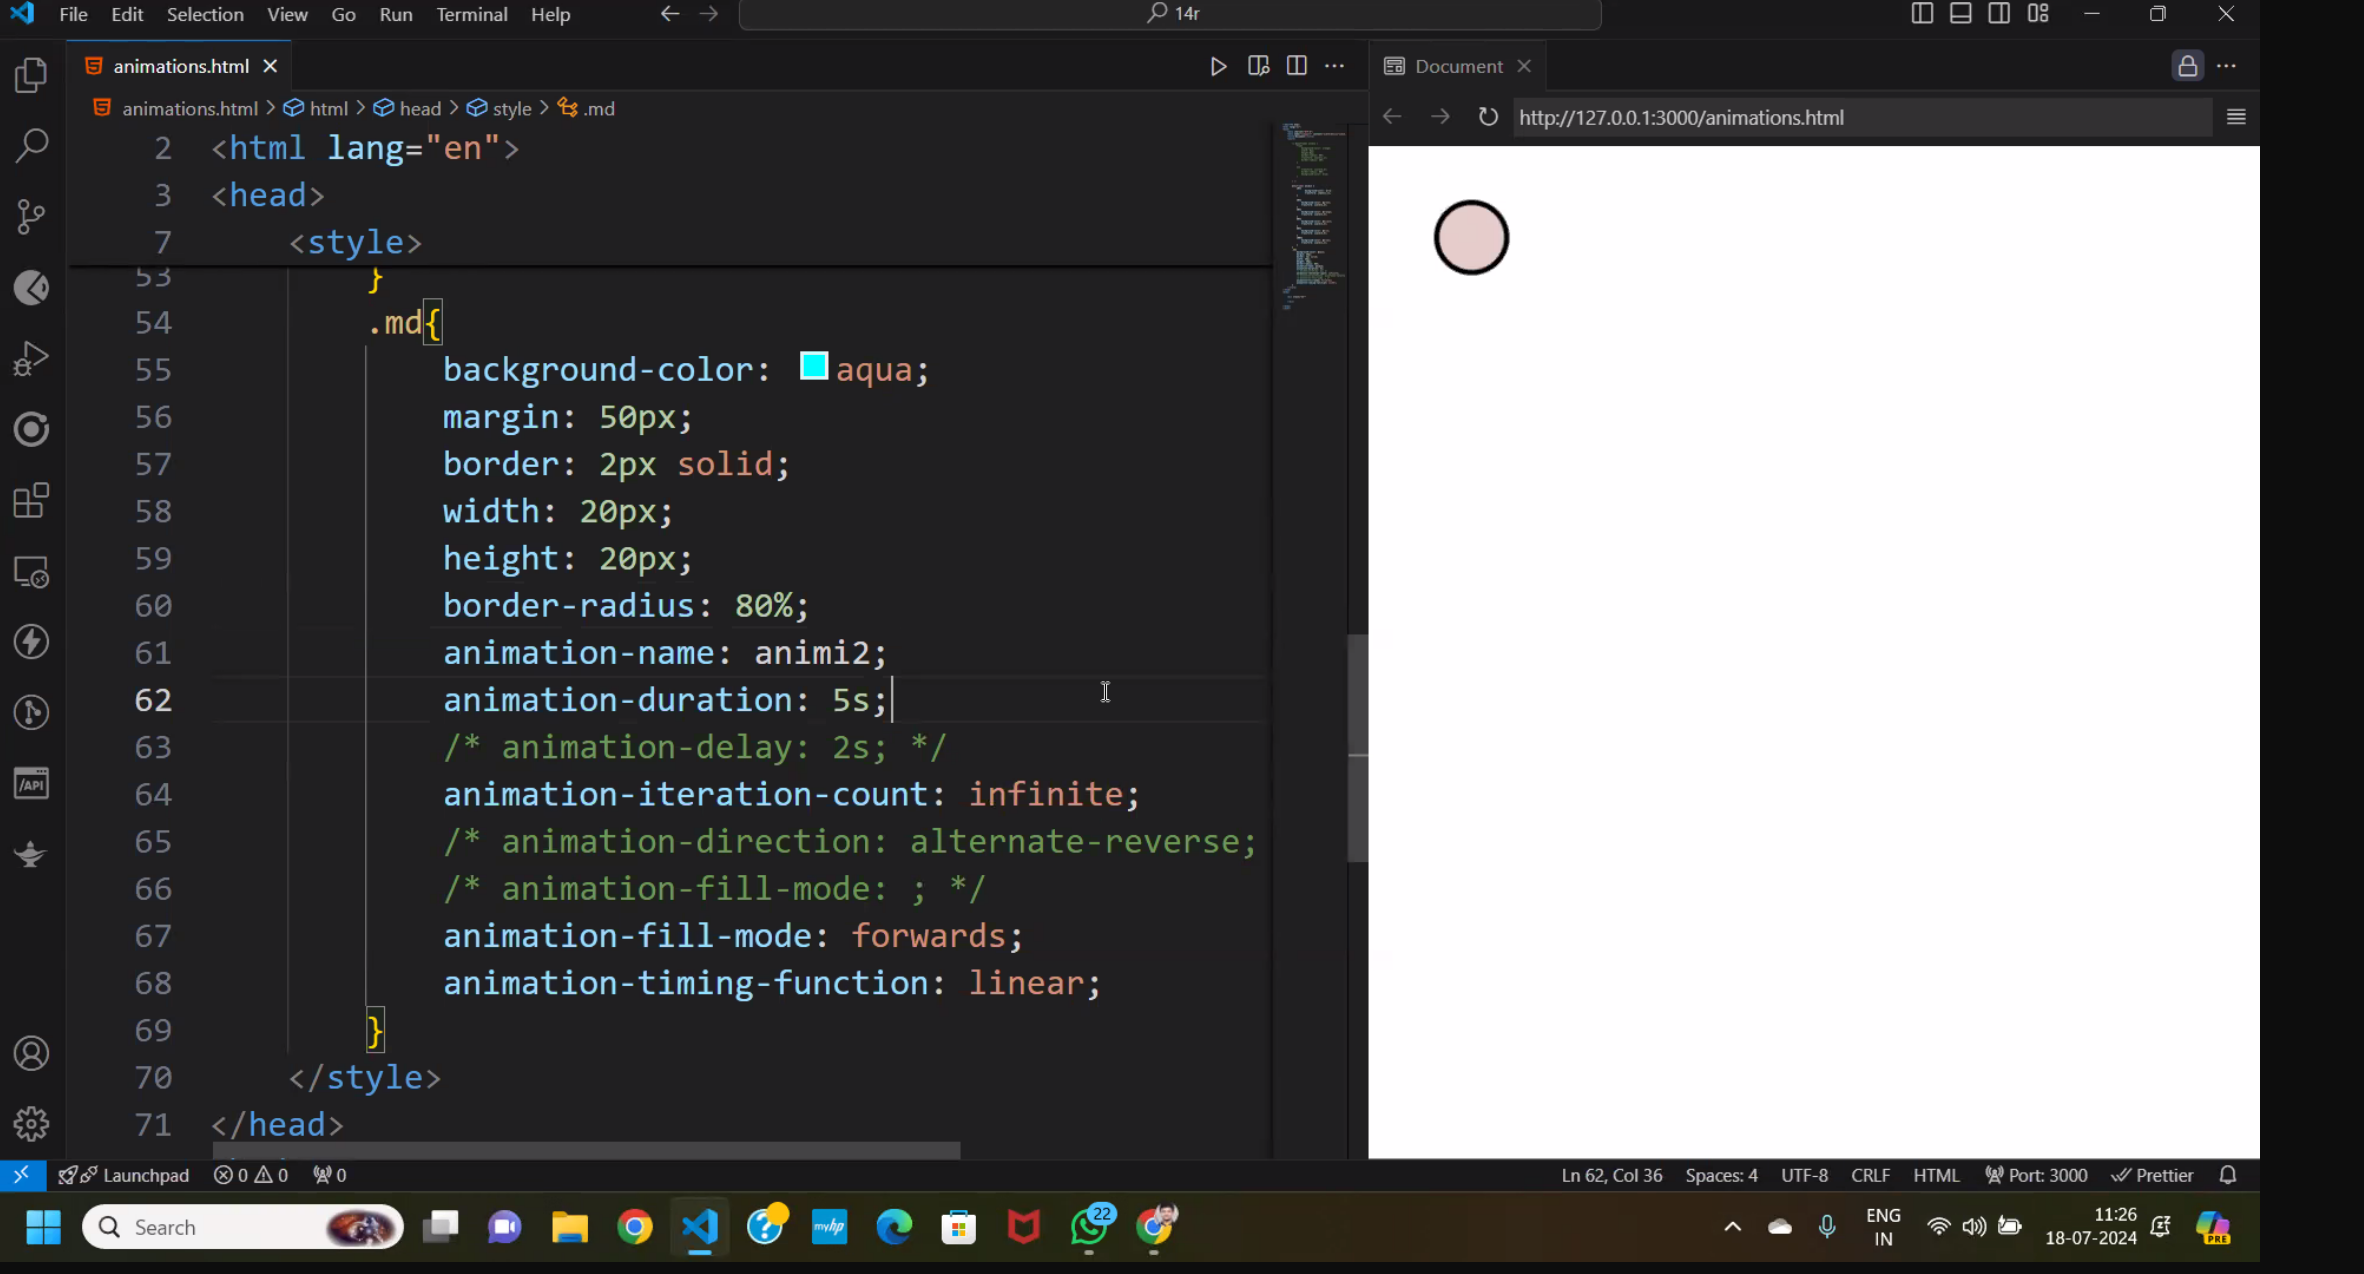 File Edit Selection View Go Run Terminal Help
14r
animations.html
Document
animations.html > html > head > style > .md
http://127.0.0.1:3000/animations.html
2 <html lang="en">
3 <head>
7 <style>
53 }
54 .md{
55 background-color: aqua;
56 margin: 50px;
57 border: 2px solid;
58 width: 20px;
59 height: 20px;
60 border-radius: 80%;
61 animation-name: animi2;
62 animation-duration: 5s;
63 /* animation-delay: 2s; */
64 animation-iteration-count: infinite;
65 /* animation-direction: alternate-reverse;
66 /* animation-fill-mode: ; */
67 animation-fill-mode: forwards;
68 animation-timing-function: linear;
69 }
70 </style>
71 </head>
/API
Launchpad 0 0 0
Ln 62, Col 36 Spaces: 4 UTF-8 CRLF HTML Port: 3000 Prettier
Search
myhp
22
ENG
IN
11:26
18-07-2024
PRE